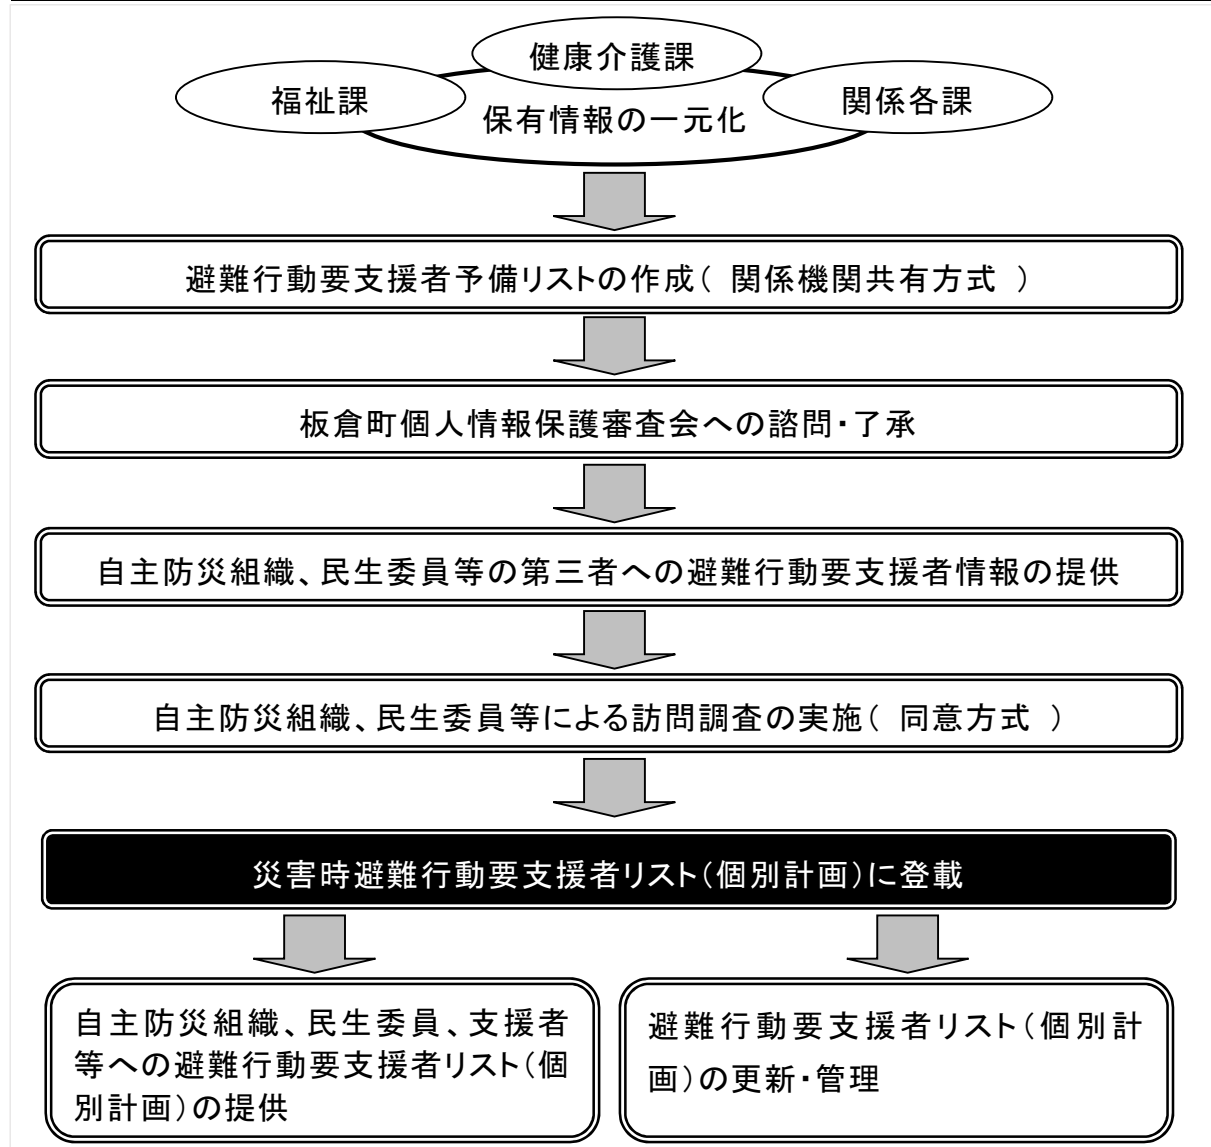 健康介護課
福祉課
関係各課
保有情報の一元化
避難行動要支援者予備リストの作成( 関係機関共有方式 )
板倉町個人情報保護審査会への諮問・了承
自主防災組織、民生委員等の第三者への避難行動要支援者情報の提供
自主防災組織、民生委員等による訪問調査の実施( 同意方式 )
災害時避難行動要支援者リスト(個別計画)に登載
自主防災組織、民生委員、支援者
等への避難行動要支援者リスト(個
別計画)の提供
避難行動要支援者リスト(個別計
画)の更新・管理